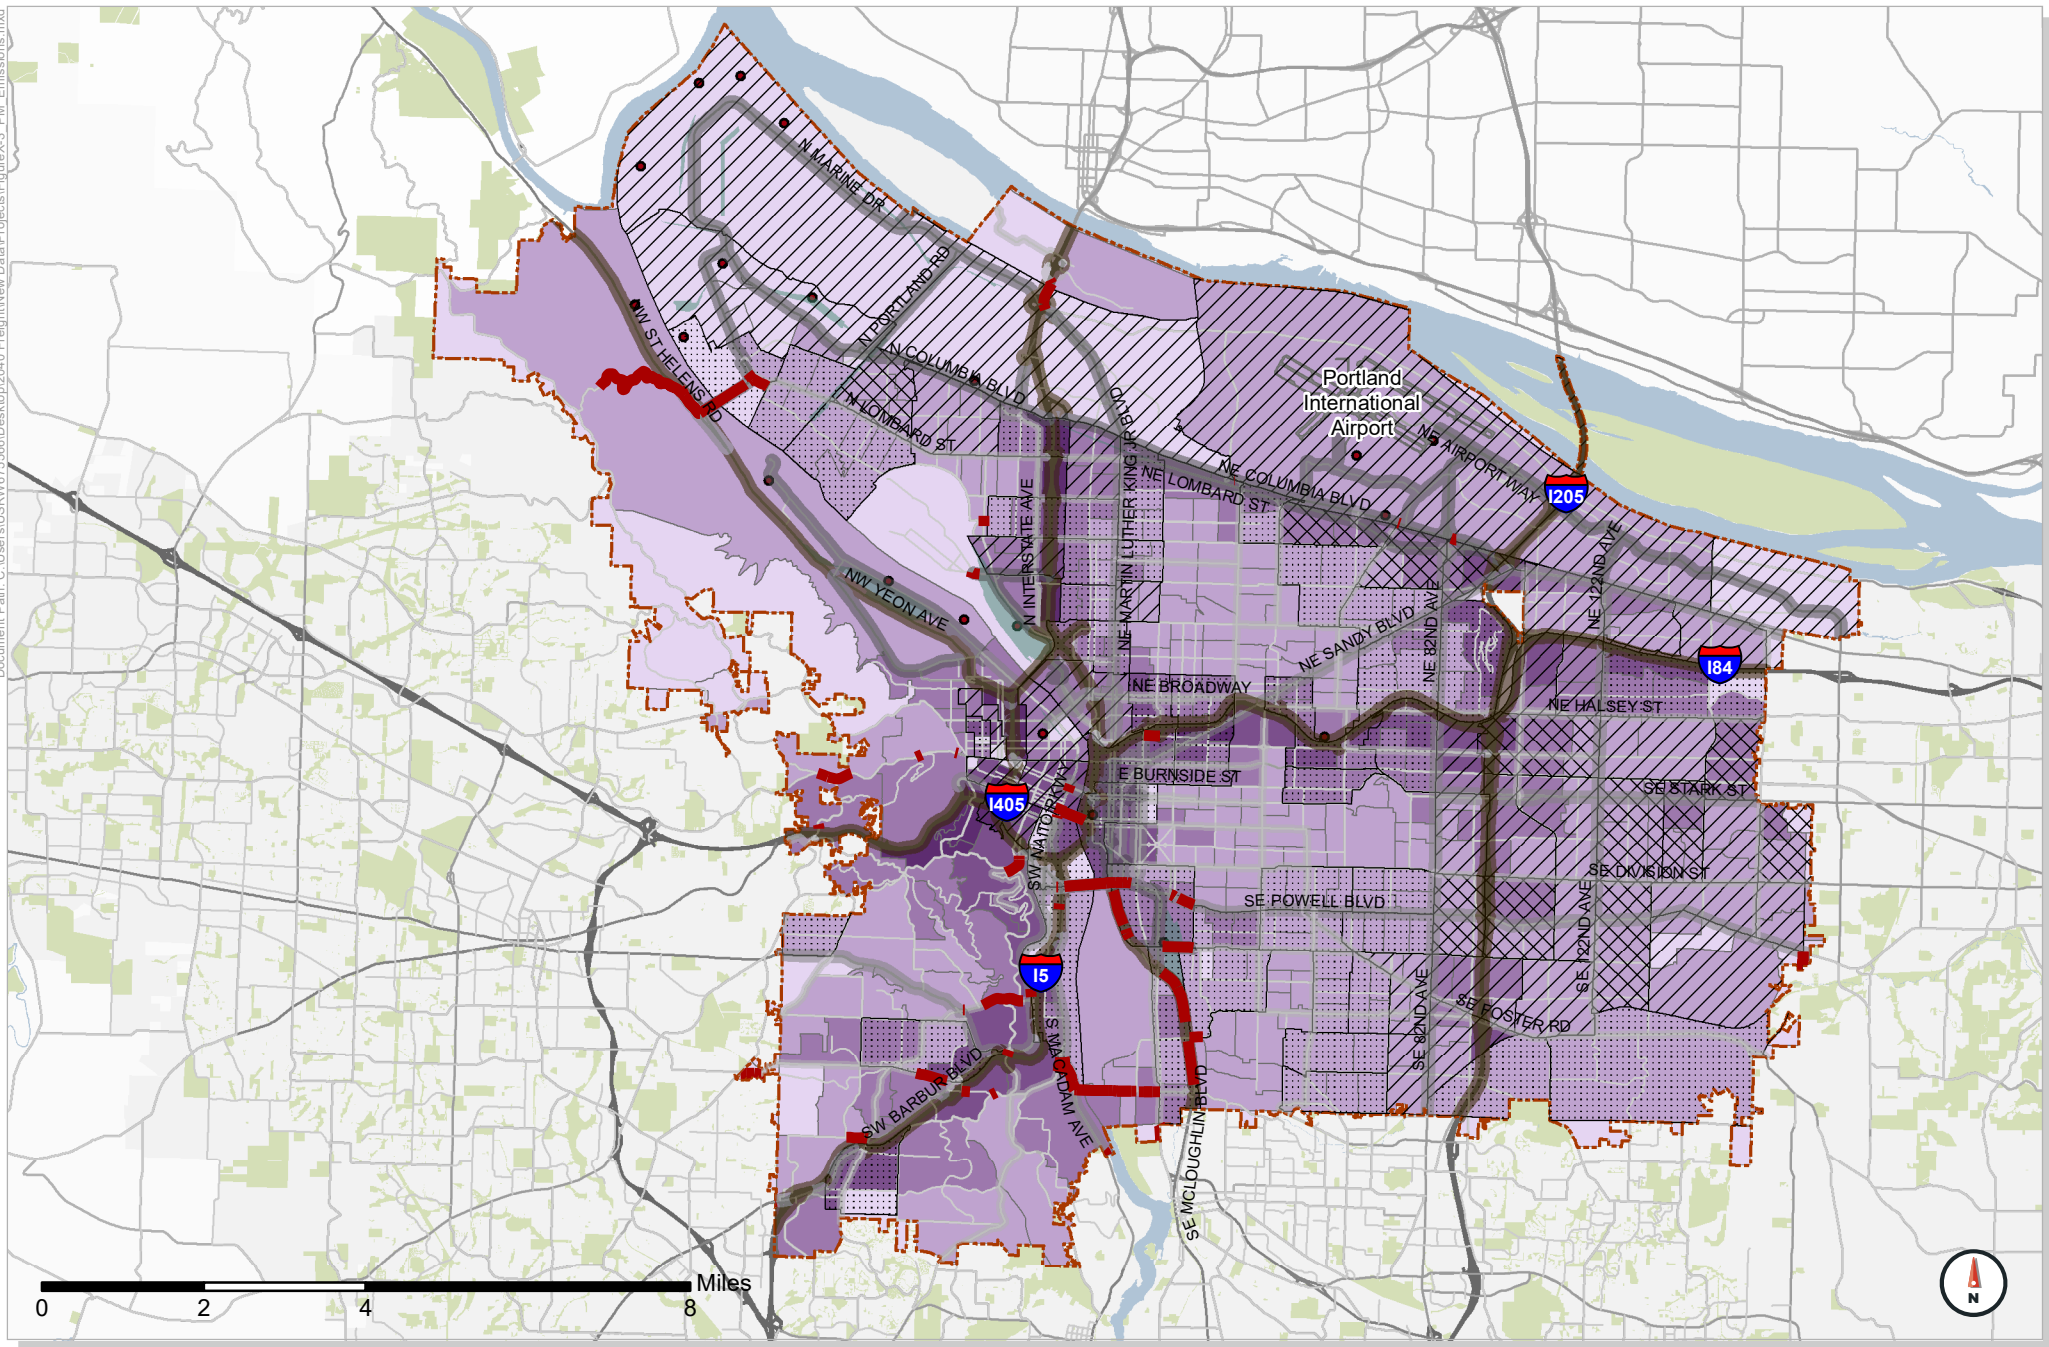 N MARINE DR
N PORTLAND RD
NW ST HELENS RD
N COLUMBIA BLVD
N LOMBARD ST
Portland
International
Airport
NE AIRPORT WAY
NE COLUMBIA BLVD
NE LOMBARD ST
I205
N INTERSTATE AVE
NE MARTIN LUTHER KING JR BLVD
NE 122ND AVE
NW YEON AVE
NE 82ND AVE
NE SANDY BLVD
I84
NE BROADWAY
NE HALSEY ST
E BURNSIDE ST
SE STARK ST
I405
SW NAITO PKWY
SE DIVISION ST
SE POWELL BLVD
SE 122ND AVE
I5
SE FOSTER RD
SE 82ND AVE
S MACADAM AVE
SW BARBUR BLVD
SE MCLOUGHLIN BLVD
Miles
0 2 4 8
N